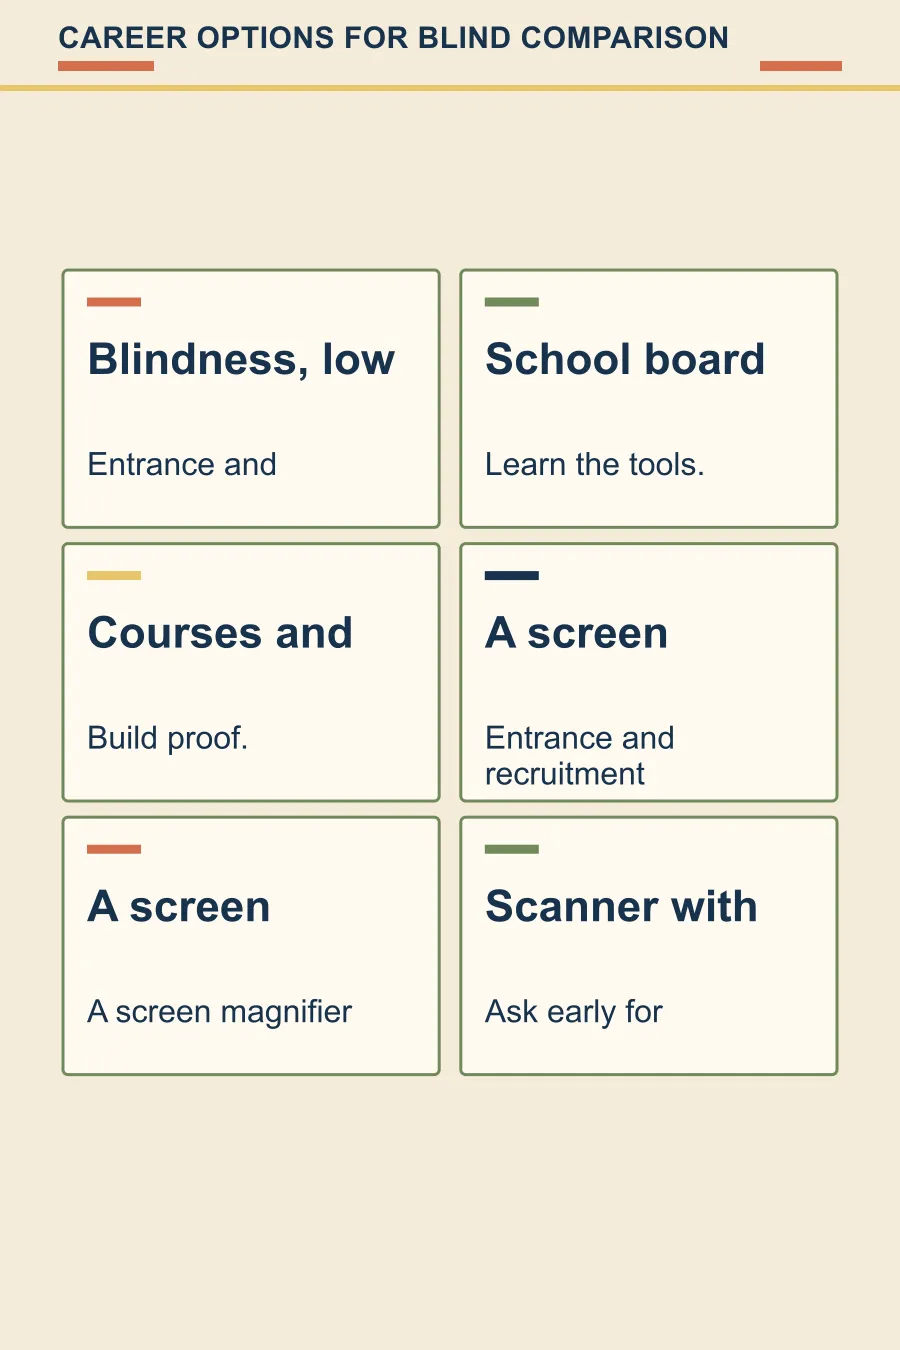 CAREER OPTIONS FOR BLIND COMPARISON
Blindness, low
Entrance and
School board
Learn the tools.
Courses and
Build proof.
A screen
Entrance and
recruitment
A screen
A screen magnifier
Scanner with
Ask early for